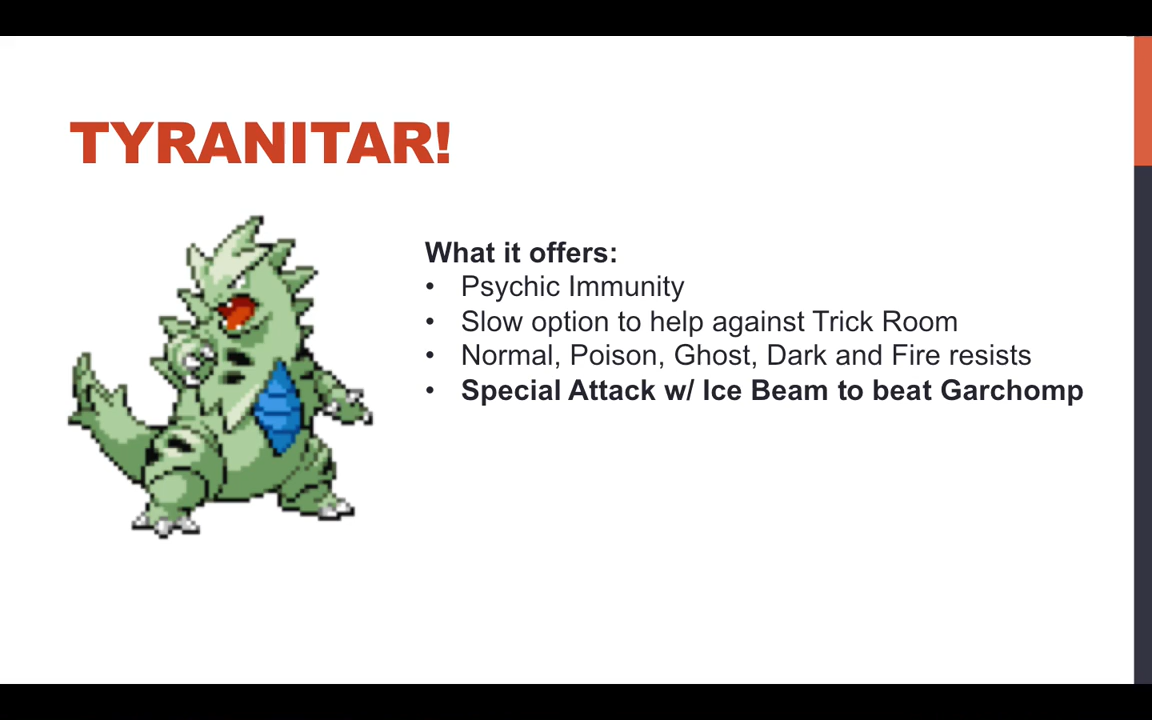 TYRANITAR!
What it offers:
• Psychic Immunity
• Slow option to help against Trick Room
• Normal, Poison, Ghost, Dark and Fire resists
• Special Attack w/ Ice Beam to beat Garchomp